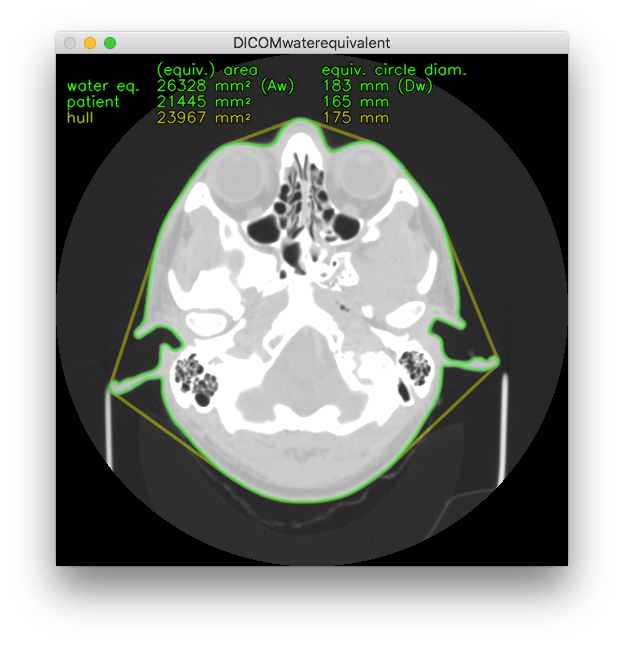 DICOMwaterequivalent
(equiv.) area equiv. circle diam.
water eq. 26328 mm² (Aw) 183 mm (Dw)
patient 21445 mm² 165 mm
hull 23967 mm² 175 mm